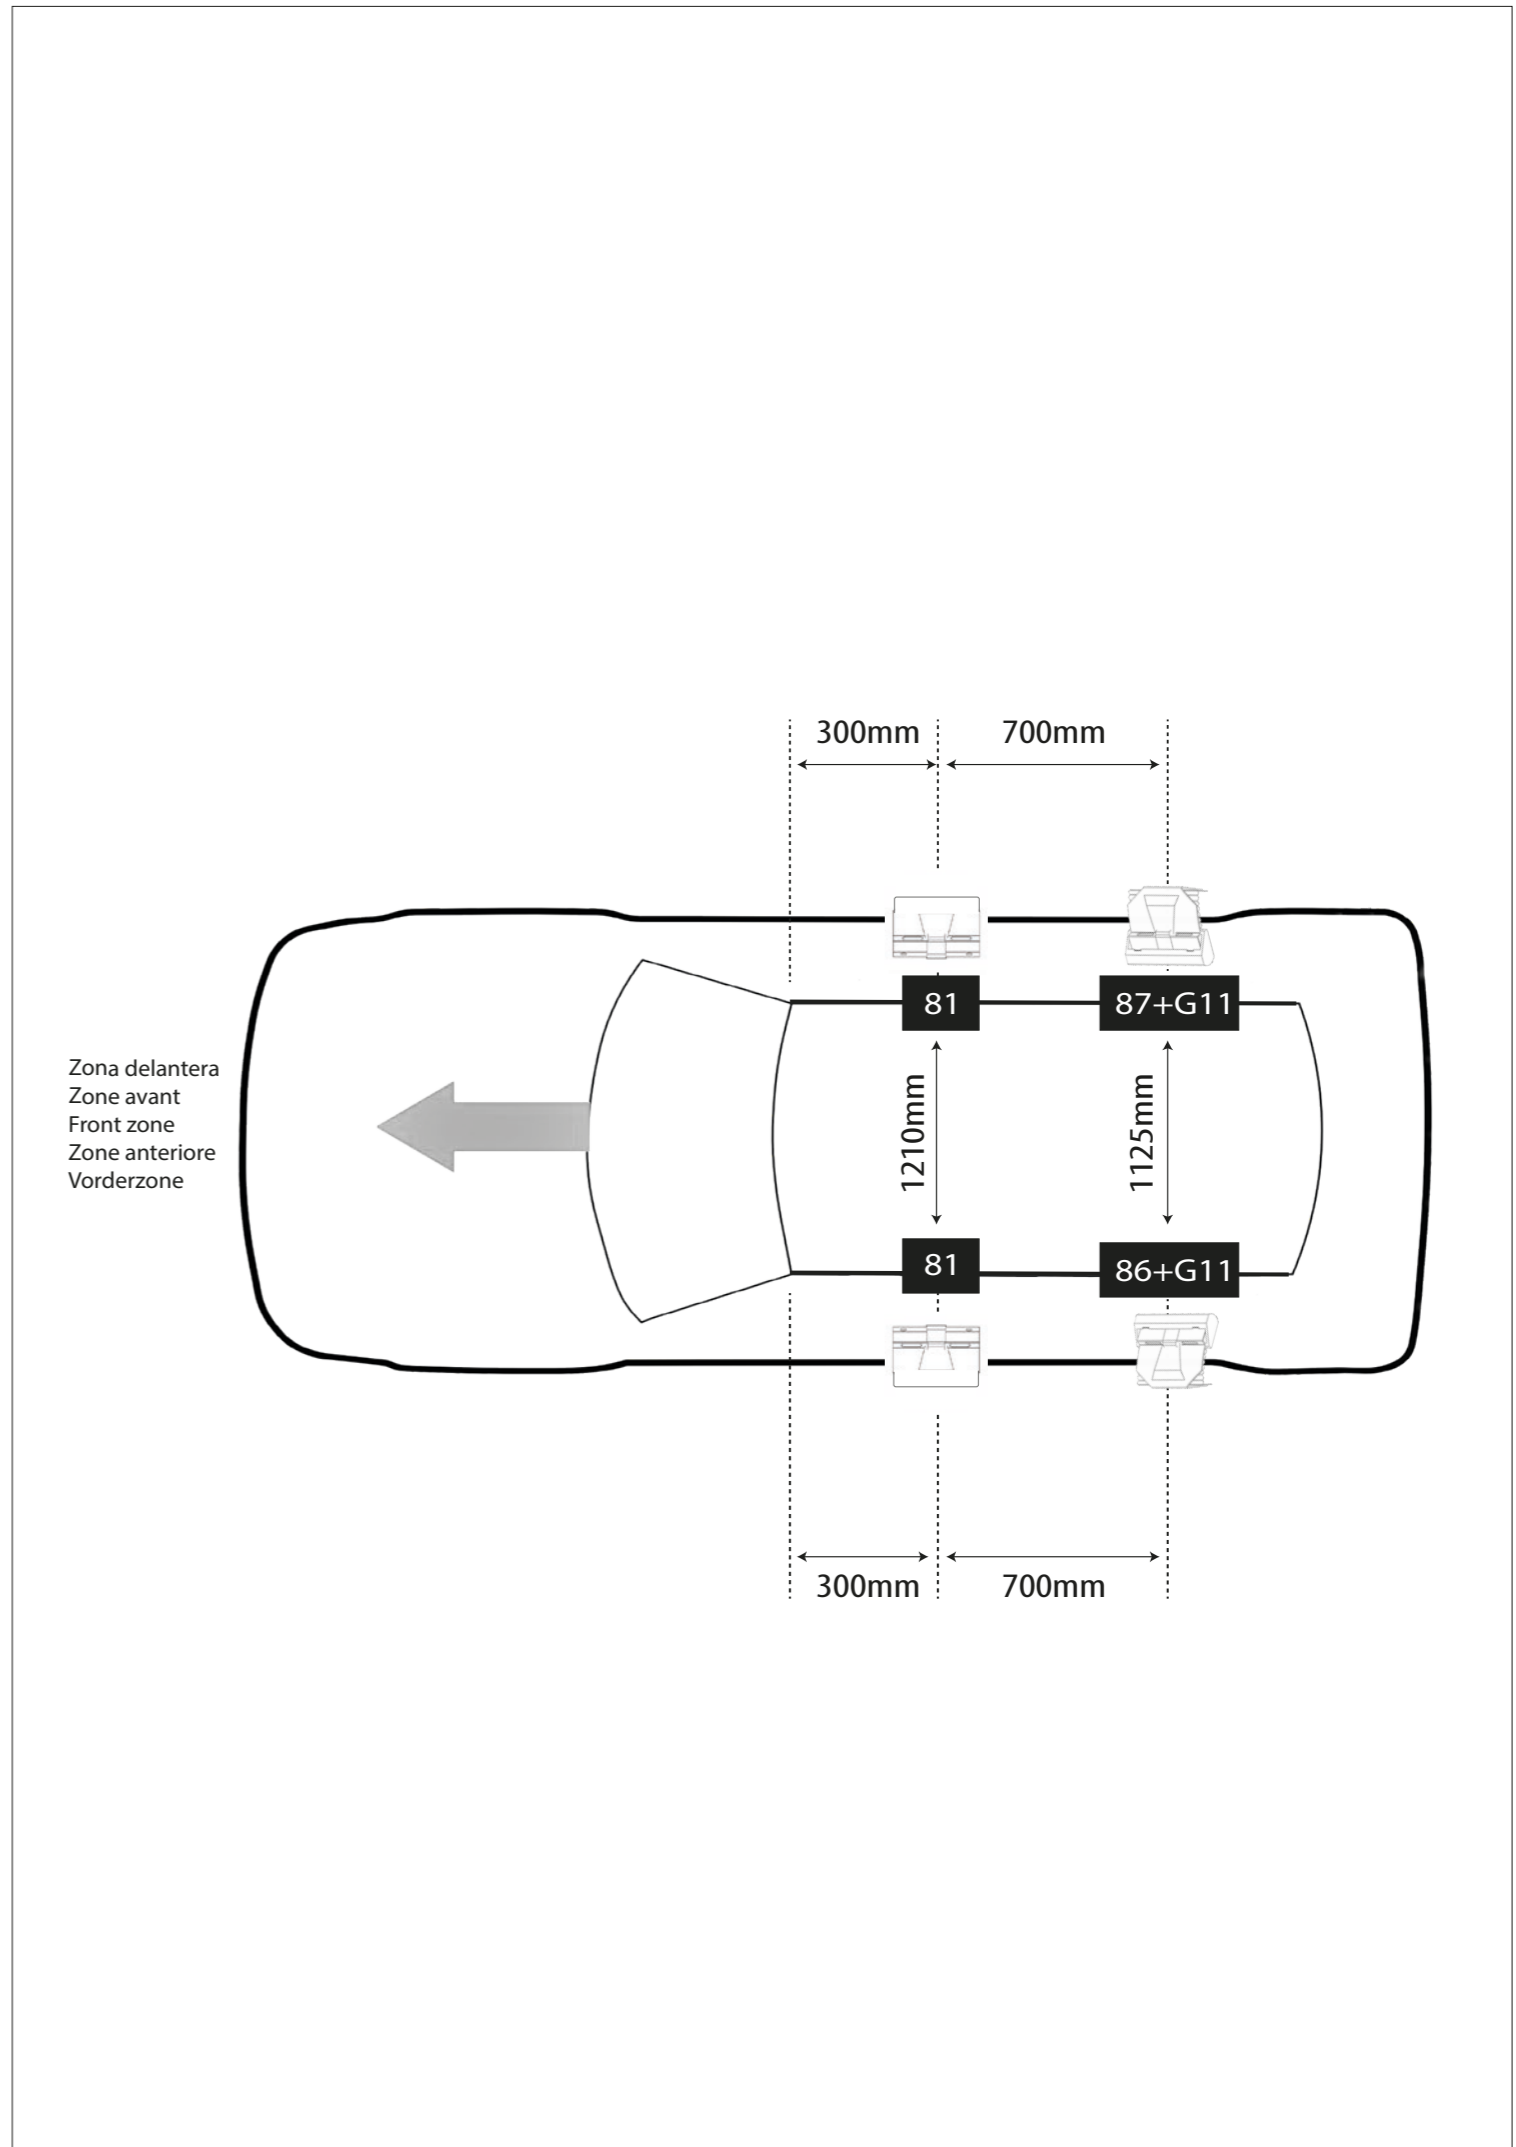 300mm 700mm
81 87+G11
Zona delantera
Zone avant
Front zone
Zone anteriore
Vorderzone
1210mm 1125mm
81 86+G11
300mm 700mm